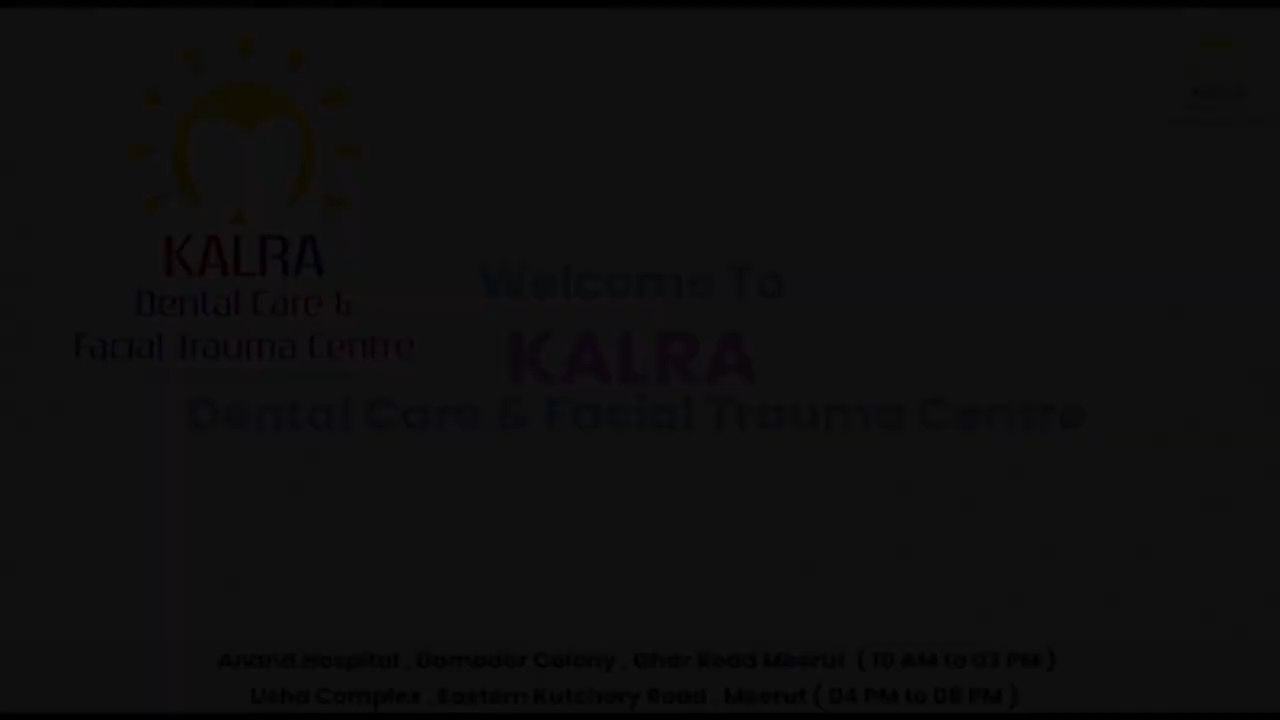 KALRA
Dental Care &
Facial Trauma Centre
Welcome To
KALRA
Dental Care & Facial Trauma Centre
Anand Hospital , Damodar Colony , Ghar Road Meerut ( 10 AM to 03 PM )
Usha Complex , Eastern Kutchery Road , Meerut ( 04 PM to 08 PM )